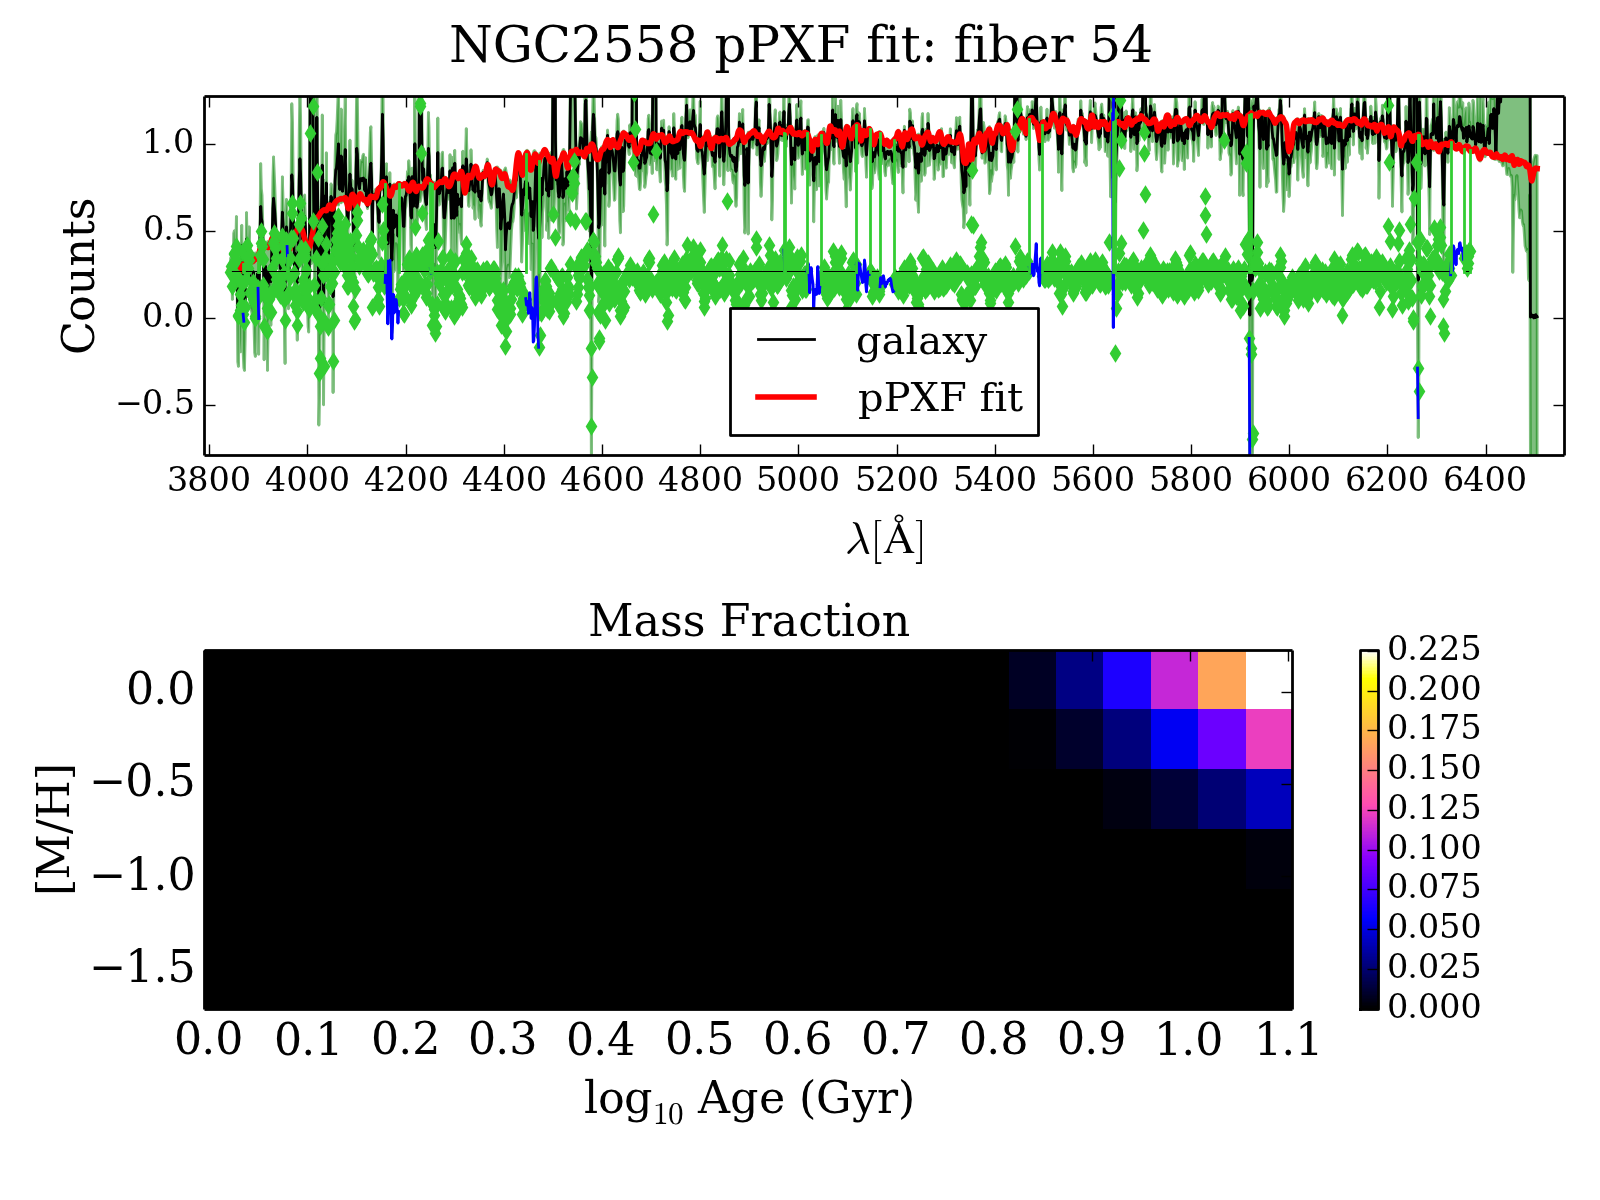 NGC2558 pPXF fit: fiber 54
Counts
1.0
0.5
0.0
−0.5
galaxy
pPXF fit
3800 4000 4200 4400 4600 4800 5000 5200 5400 5600 5800 6000 6200 6400
λ[Å]
Mass Fraction
[M/H]
0.0
−0.5
−1.0
−1.5
0.0 0.1 0.2 0.3 0.4 0.5 0.6 0.7 0.8 0.9 1.0 1.1
log₁₀ Age (Gyr)
0.225
0.200
0.175
0.150
0.125
0.100
0.075
0.050
0.025
0.000